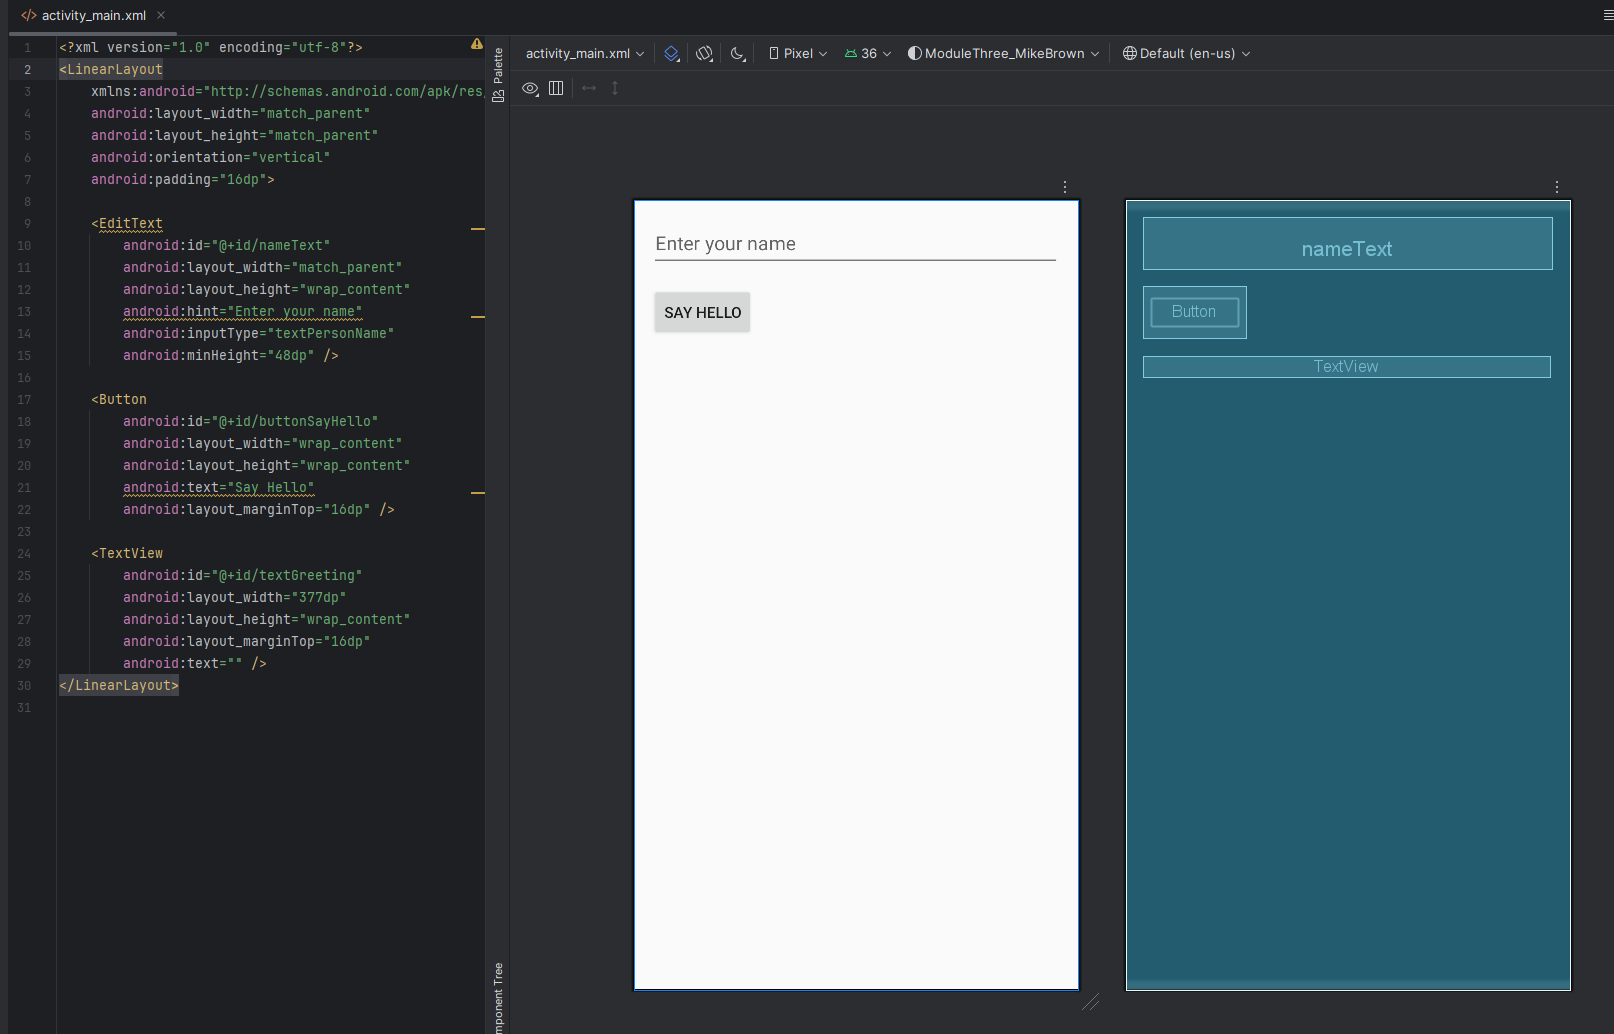 </> activity_main.xml ×
1 <?xml version="1.0" encoding="utf-8"?>
2 <LinearLayout
3 xmlns:android="http://schemas.android.com/apk/res/
4 android:layout_width="match_parent"
5 android:layout_height="match_parent"
6 android:orientation="vertical"
7 android:padding="16dp">
8
9 <EditText
10 android:id="@+id/nameText"
11 android:layout_width="match_parent"
12 android:layout_height="wrap_content"
13 android:hint="Enter your name"
14 android:inputType="textPersonName"
15 android:minHeight="48dp" />
16
17 <Button
18 android:id="@+id/buttonSayHello"
19 android:layout_width="wrap_content"
20 android:layout_height="wrap_content"
21 android:text="Say Hello"
22 android:layout_marginTop="16dp" />
23
24 <TextView
25 android:id="@+id/textGreeting"
26 android:layout_width="377dp"
27 android:layout_height="wrap_content"
28 android:layout_marginTop="16dp"
29 android:text="" />
30 </LinearLayout>
31
Palette
mponent Tree
activity_main.xml Pixel 36 ModuleThree_MikeBrown Default (en-us)
Enter your name
SAY HELLO
nameText
Button
TextView